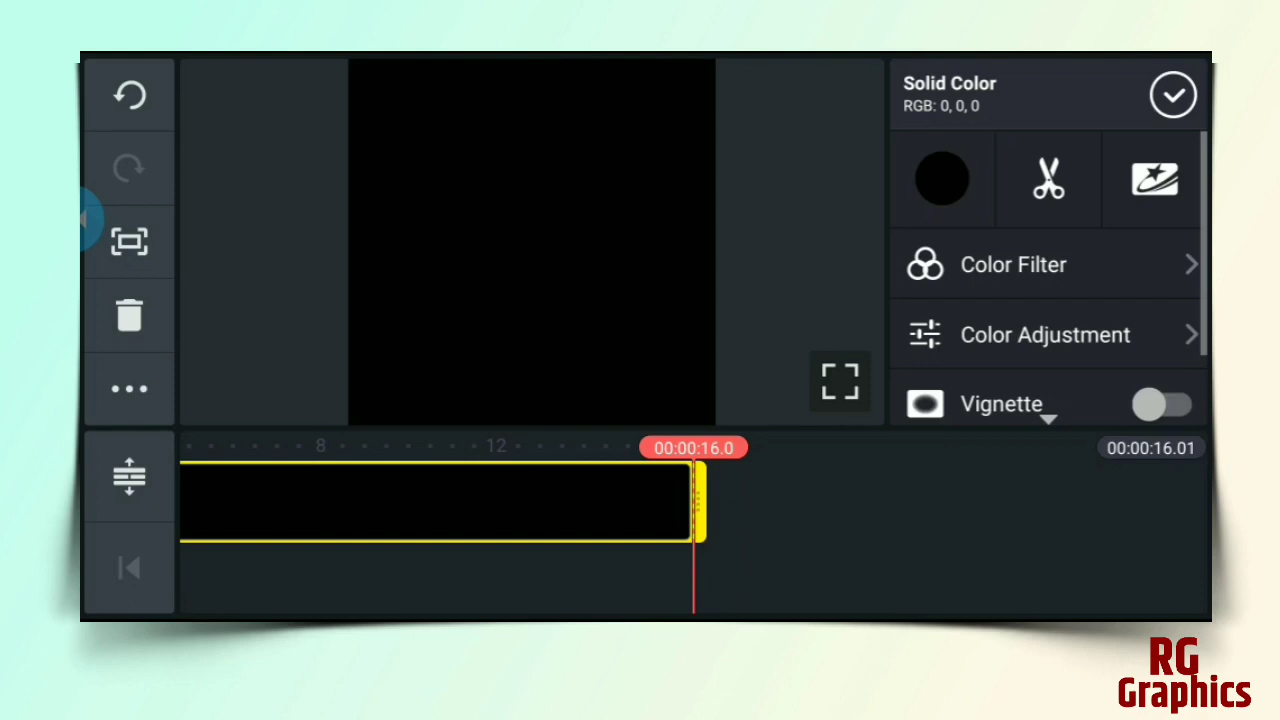 Solid Color
RGB: 0, 0, 0
Color Filter
Color Adjustment
Vignette
8 12 00:00:16.0 00:00:16.01
RG
Graphics